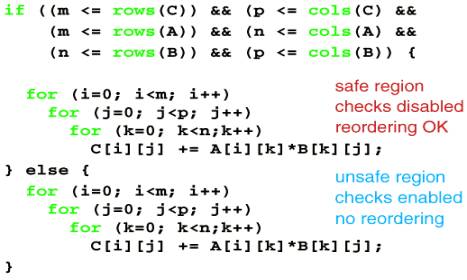 if ((m <= rows(C)) && (p <= cols(C) &&
(m <= rows(A)) && (n <= cols(A) &&
(n <= rows(B)) && (p <= cols(B)) {
for (i=0; i<m; i++)
for (j=0; j<p; j++)
for (k=0; k<n;k++)
C[i][j] += A[i][k]*B[k][j];
safe region
checks disabled
reordering OK
} else {
for (i=0; i<m; i++)
for (j=0; j<p; j++)
for (k=0; k<n;k++)
C[i][j] += A[i][k]*B[k][j];
}
unsafe region
checks enabled
no reordering